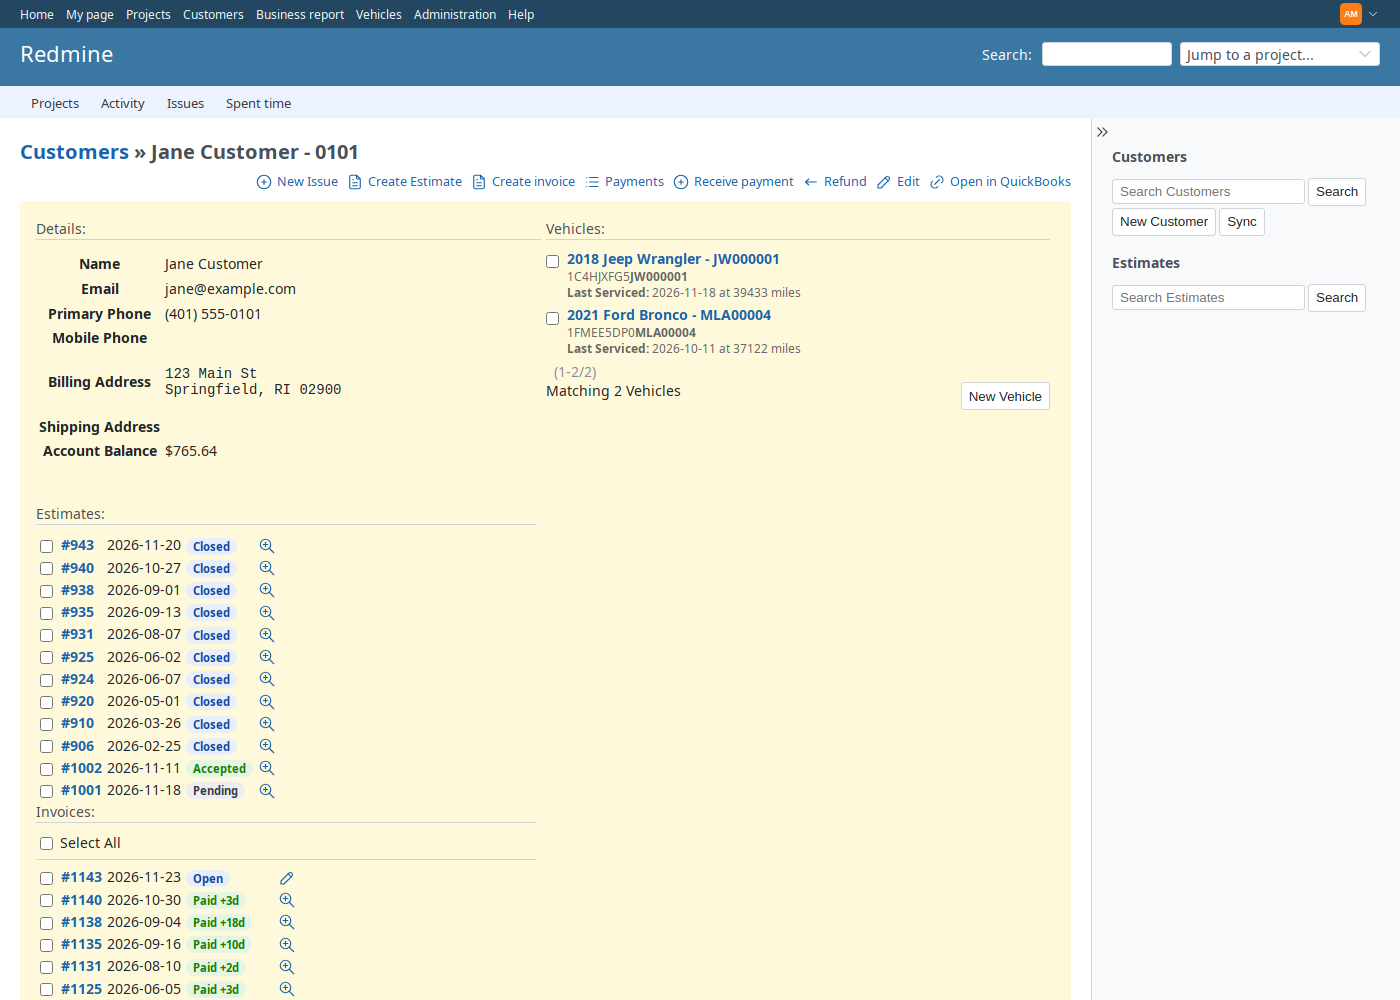 Home My page Projects Customers Business report Vehicles Administration Help AM
Redmine
Search: Jump to a project...
Projects Activity Issues Spent time
Customers » Jane Customer - 0101
New Issue Create Estimate Create invoice Payments Receive payment Refund Edit Open in QuickBooks
Details:
Name Jane Customer
Email jane@example.com
Primary Phone (401) 555-0101
Mobile Phone
Billing Address 123 Main St
Springfield, RI 02900
Shipping Address
Account Balance $765.64
Vehicles:
2018 Jeep Wrangler - JW000001
1C4HJXFG5JW000001
Last Serviced: 2026-11-18 at 39433 miles
2021 Ford Bronco - MLA00004
1FMEE5DP0MLA00004
Last Serviced: 2026-10-11 at 37122 miles
(1-2/2)
Matching 2 Vehicles
New Vehicle
Estimates:
#943 2026-11-20 Closed
#940 2026-10-27 Closed
#938 2026-09-01 Closed
#935 2026-09-13 Closed
#931 2026-08-07 Closed
#925 2026-06-02 Closed
#924 2026-06-07 Closed
#920 2026-05-01 Closed
#910 2026-03-26 Closed
#906 2026-02-25 Closed
#1002 2026-11-11 Accepted
#1001 2026-11-18 Pending
Invoices:
Select All
#1143 2026-11-23 Open
#1140 2026-10-30 Paid +3d
#1138 2026-09-04 Paid +18d
#1135 2026-09-16 Paid +10d
#1131 2026-08-10 Paid +2d
#1125 2026-06-05 Paid +3d
Customers
Search Customers Search
New Customer Sync
Estimates
Search Estimates Search